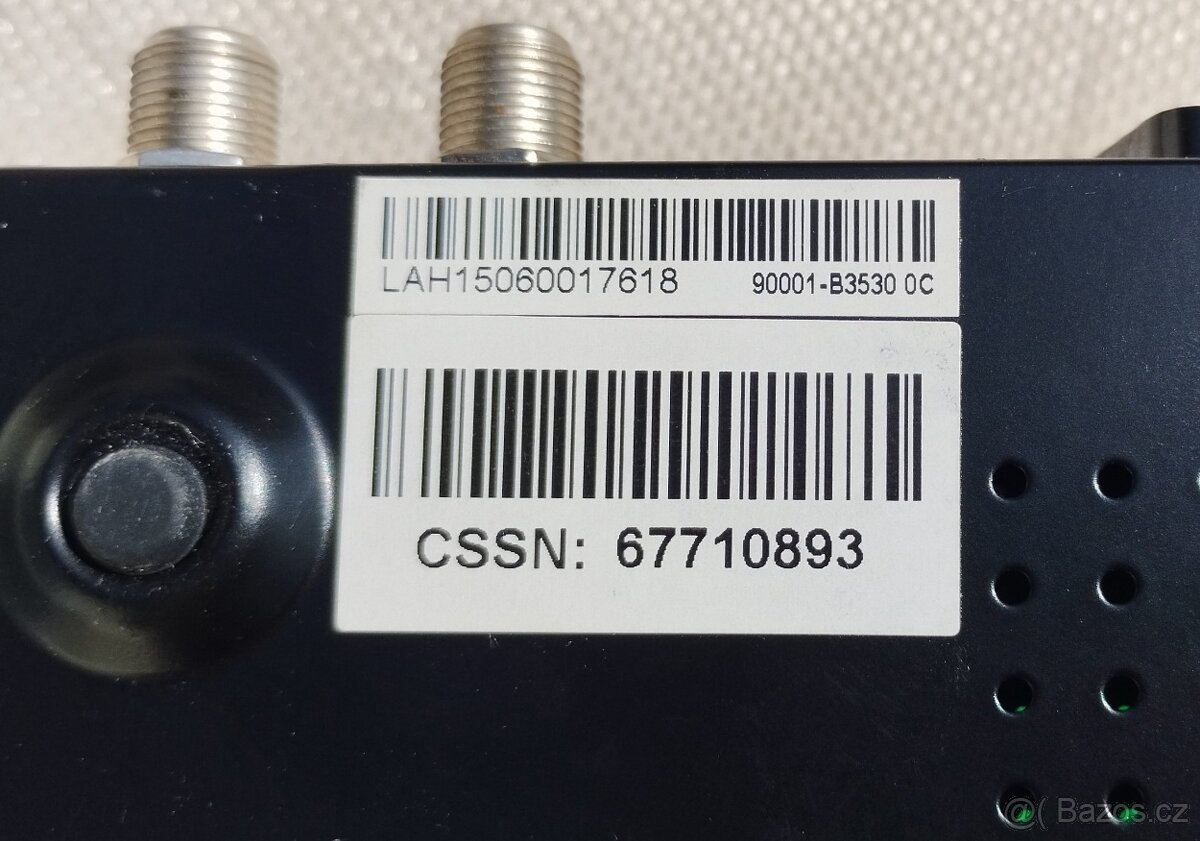 LAH15060017618 90001-B3530 0C
CSSN: 67710893
@( Bazos.cz